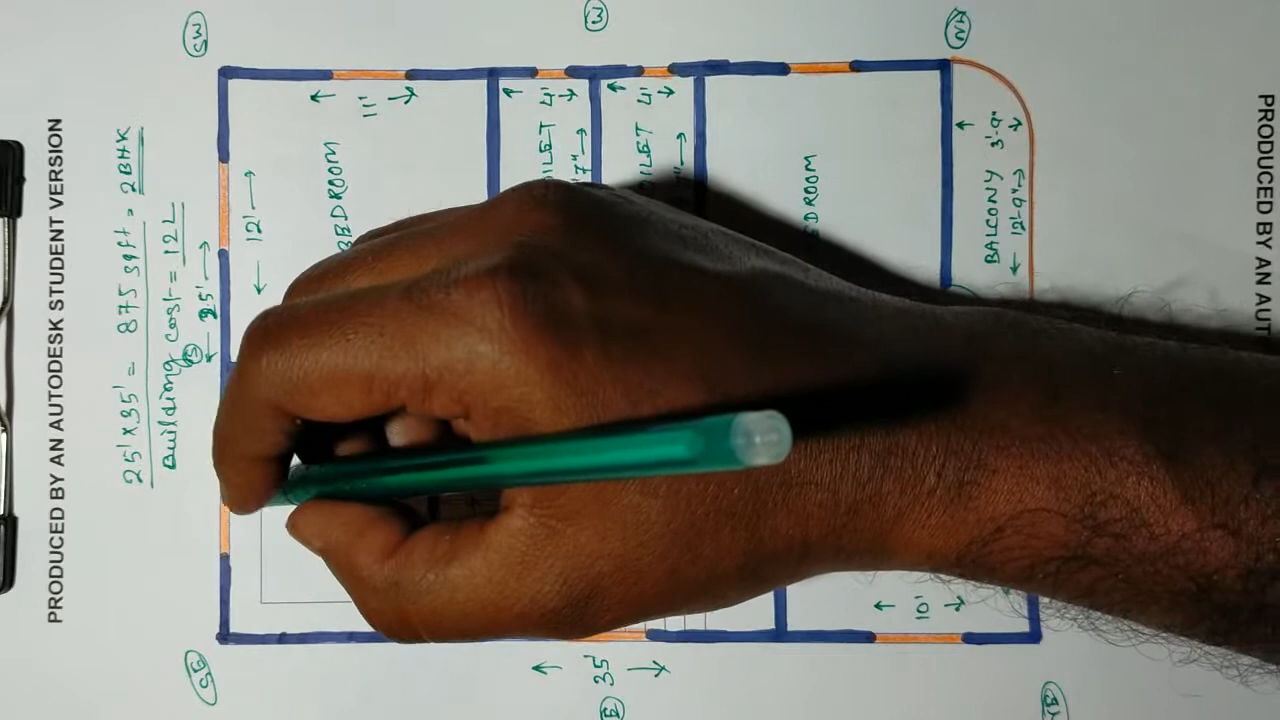 PRODUCED BY AN AUTODESK STUDENT VERSION
25' x 35' = 875 sqft = 2BHK
Building cost = 12L
S
25'
SW
W
NW
12'
11'
BEDROOM
4'
4'
BALCONY 3'-9"
12'-9"
10'
SE
E 35'
PRODUCED BY AN AUT